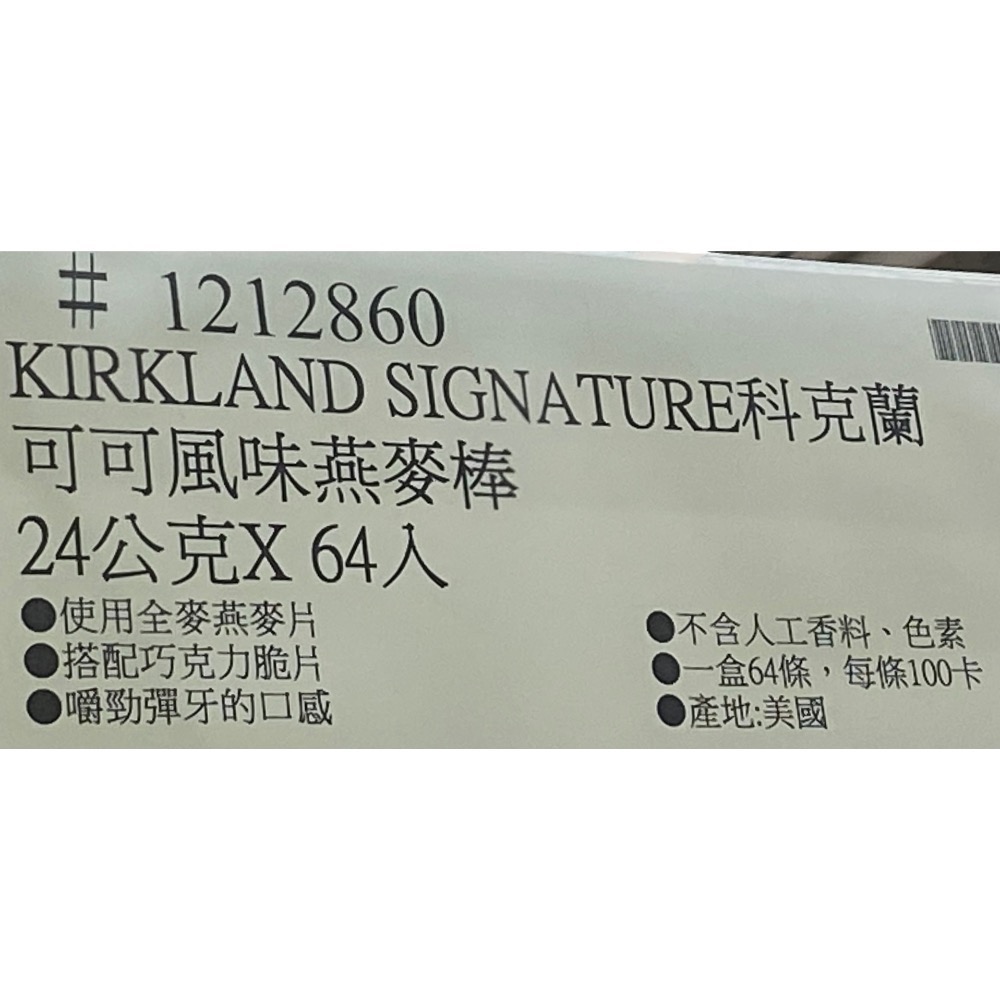 # 1212860
KIRKLAND SIGNATURE科克蘭
可可風味燕麥棒
24公克X 64入
●使用全麥燕麥片
●搭配巧克力脆片
●嚼勁彈牙的口感
●不含人工香料、色素
●一盒64條，每條100卡
●產地:美國